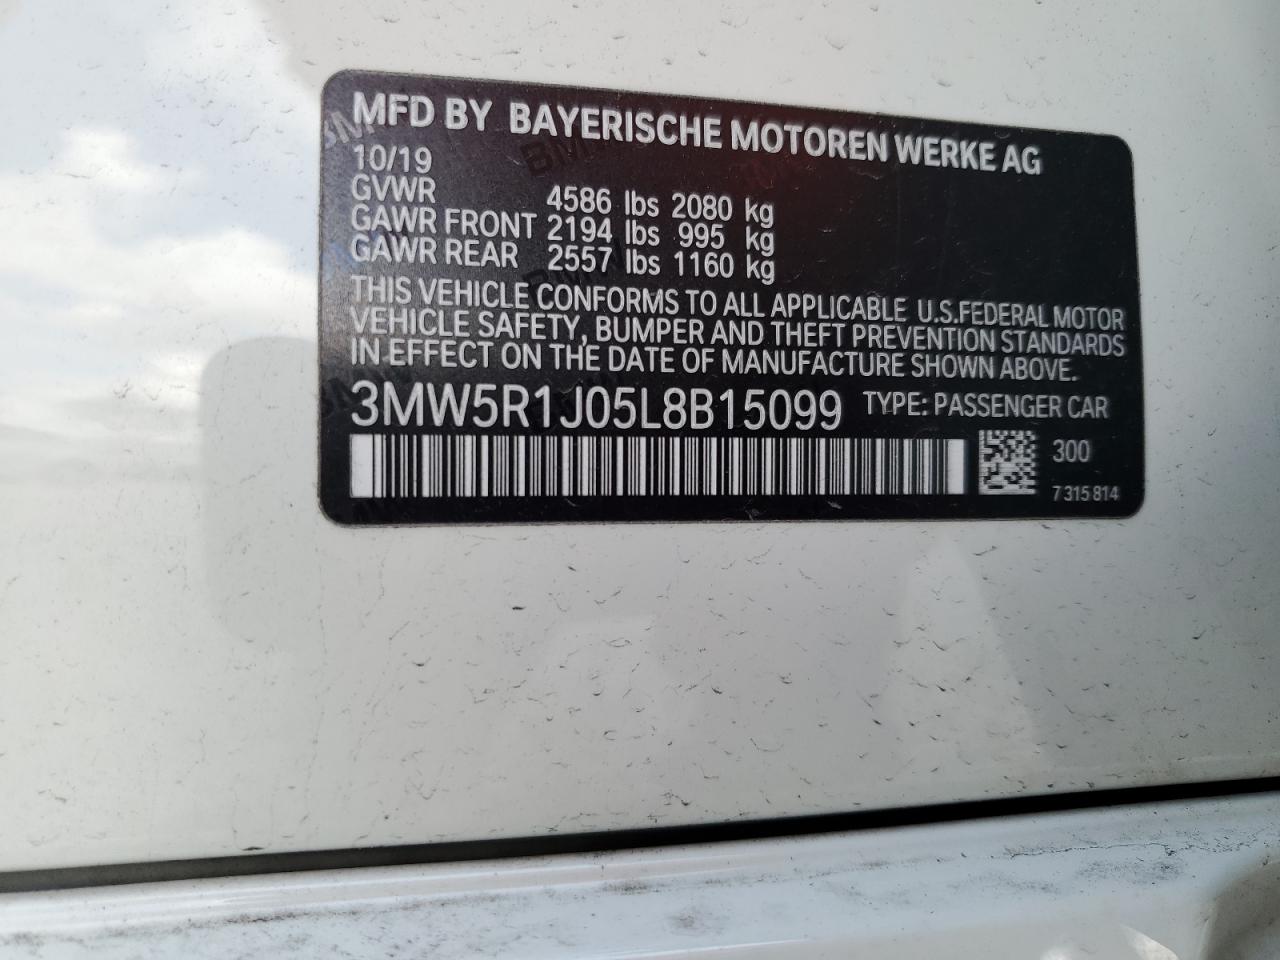 MFD BY BAYERISCHE MOTOREN WERKE AG
10/19
GVWR 4586 lbs 2080 kg
GAWR FRONT 2194 lbs 995 kg
GAWR REAR 2557 lbs 1160 kg
THIS VEHICLE CONFORMS TO ALL APPLICABLE U.S.FEDERAL MOTOR
VEHICLE SAFETY, BUMPER AND THEFT PREVENTION STANDARDS
IN EFFECT ON THE DATE OF MANUFACTURE SHOWN ABOVE.
3MW5R1J05L8B15099 TYPE: PASSENGER CAR
300
7 315 814